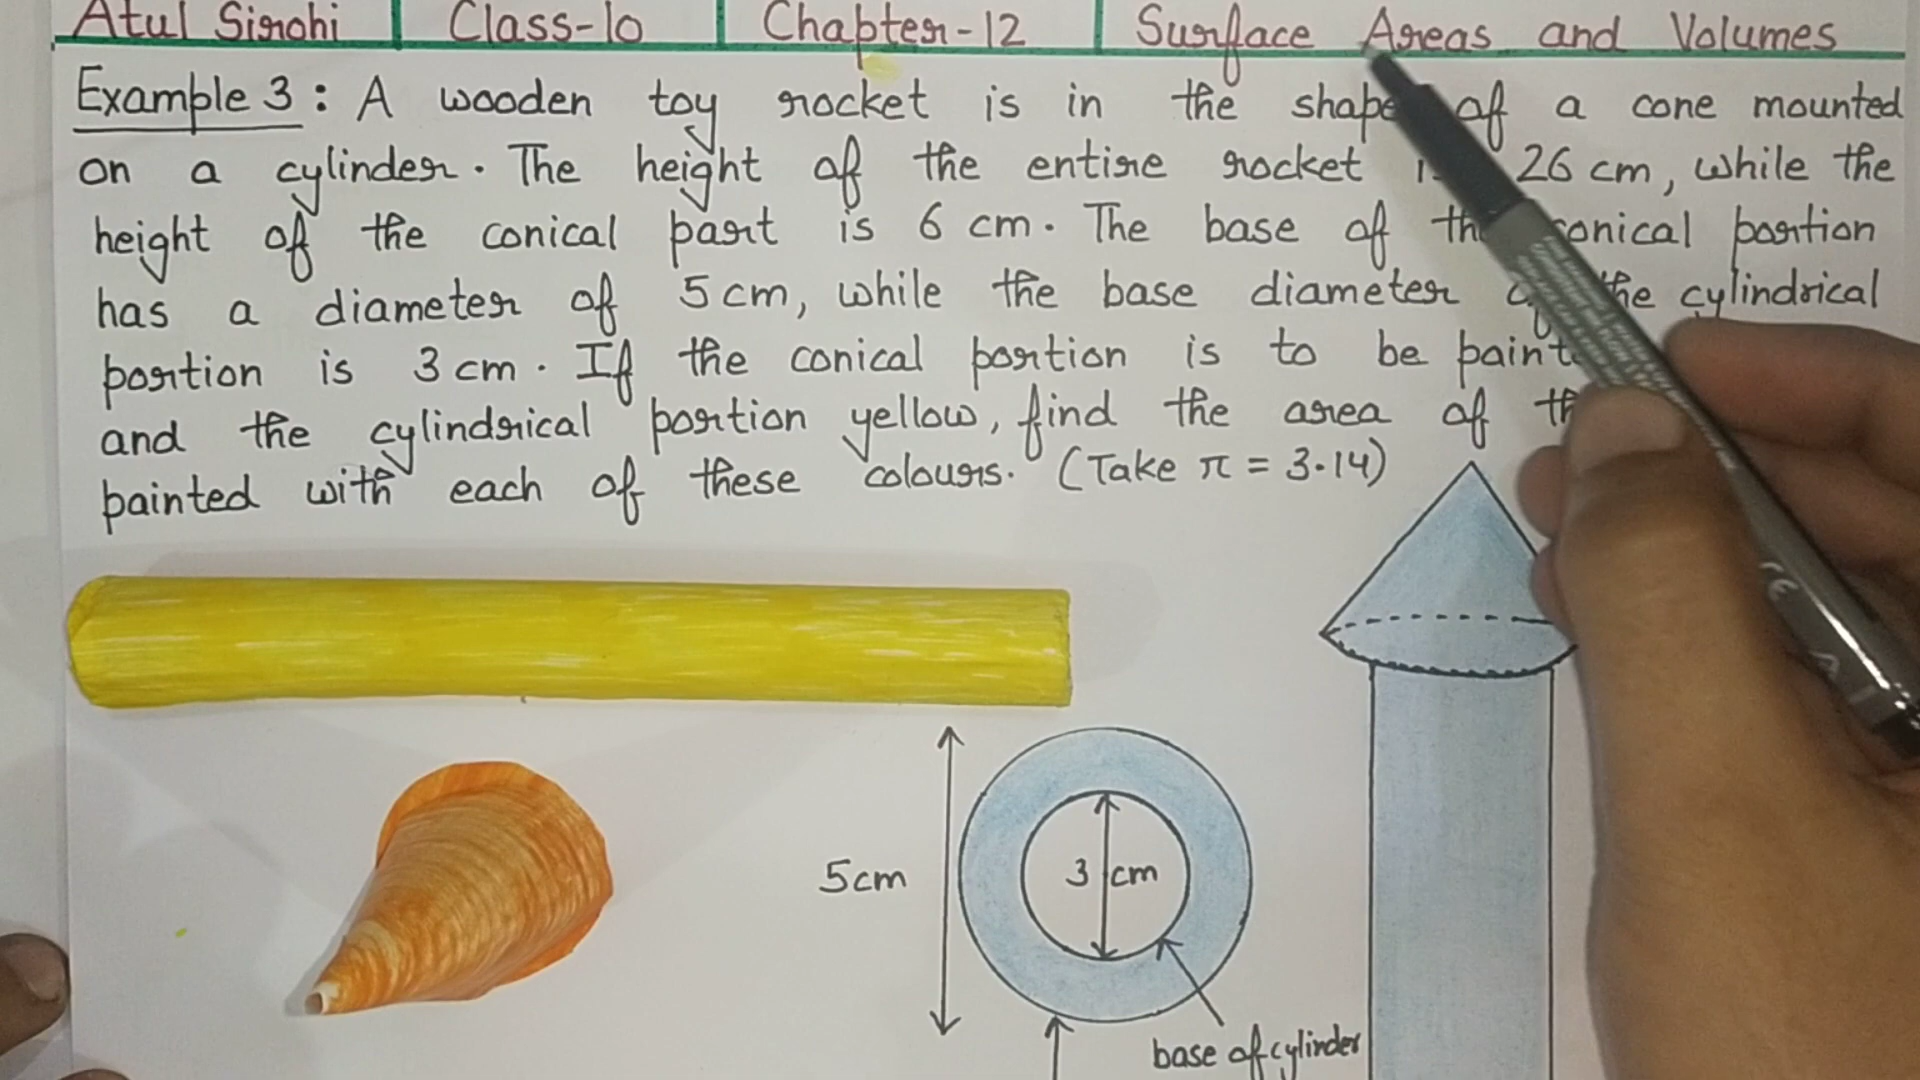 Atul Sirohi Class-10 Chapter-12 Surface Areas and Volumes
Example 3 : A wooden toy rocket is in the shape of a cone mounted
on a cylinder. The height of the entire rocket 26 cm, while the
height of the conical part is 6 cm. The base of conical portion
has a diameter of 5 cm, while the base diameter the cylindrical
portion is 3 cm. If the conical portion is to be
and the cylindrical portion yellow, find the area of
painted with each of these colours. (Take π = 3.14)
5cm
3 cm
base of cylinder